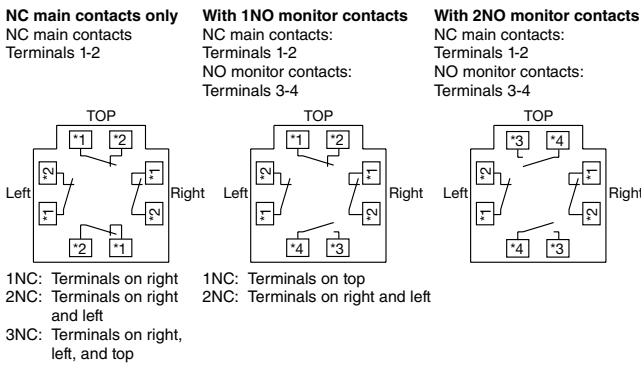 NC main contacts only
NC main contacts
Terminals 1-2
With 1NO monitor contacts
NC main contacts:
Terminals 1-2
NO monitor contacts:
Terminals 3-4
With 2NO monitor contacts
NC main contacts:
Terminals 1-2
NO monitor contacts:
Terminals 3-4
TOP
*1 *2
*2
*1
Left
Right
*1
*2
*2 *1
TOP
*1 *2
*2
*1
Left
Right
*1
*2
*4 *3
TOP
*3 *4
*2
*1
Left
Right
*1
*2
*4 *3
1NC: Terminals on right
2NC: Terminals on right
and left
3NC: Terminals on right,
left, and top
1NC: Terminals on top
2NC: Terminals on right and left